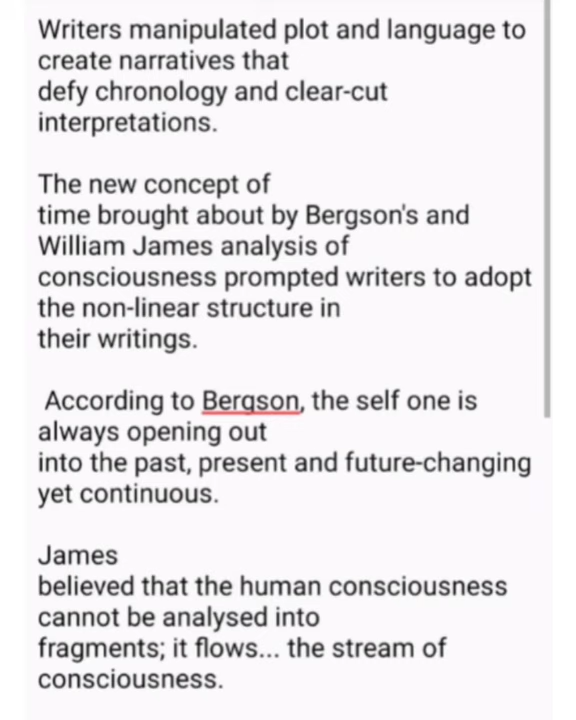 Writers manipulated plot and language to
create narratives that
defy chronology and clear-cut
interpretations.
The new concept of
time brought about by Bergson's and
William James analysis of
consciousness prompted writers to adopt
the non-linear structure in
their writings.
According to Bergson, the self one is
always opening out
into the past, present and future-changing
yet continuous.
James
believed that the human consciousness
cannot be analysed into
fragments; it flows... the stream of
consciousness.